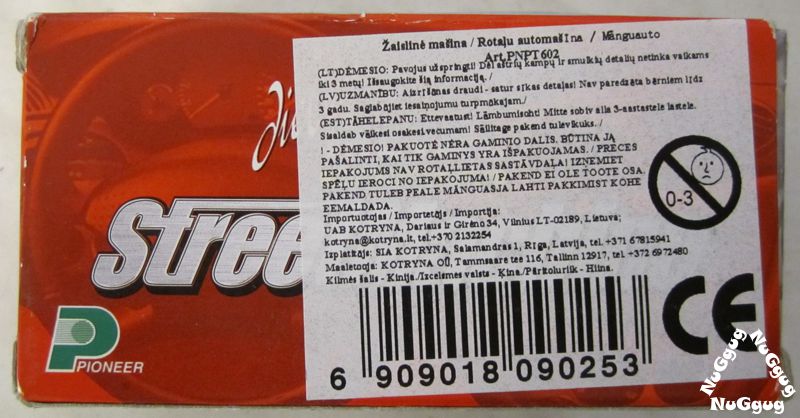 Žaislinė mašina / Rotaļu automašīna / Mänguauto
Art.PNPT602
(LT)DĖMESIO: Pavojus užspringti! Dėl aštrių kampų ir smulkių detalių netinka vaikams
iki 3 metų! Išsaugokite šią informaciją. /
(LV)UZMANĪBU: Aizrīšanas draudi - satur sīkas detaļas! Nav paredzēta bērniem līdz
3 gadu. Saglabājiet iesaiņojumu turpmākajam./
(EST)TÄHELEPANU: Ettevaatust! Lämbumisoht! Mitte sobiv alla 3-aastastele lastele.
Sisaldab väikesi osakesi vecumam! Säilitage pakend tulevikuks. /
! - DĖMESIO! PAKUOTĖ NĖRA GAMINIO DALIS. BŪTINA JĄ
PAŠALINTI, KAI TIK GAMINYS YRA IŠPAKUOJAMAS. / PRECES
IEPAKOJUMS NAV ROTAĻLIETAS SASTĀVDAĻA! IZŅEMIET
SPĒĻU IEROCI NO IEPAKOJUMA! / PAKEND EI OLE TOOTE OSA.
PAKEND TULEB PEALE MÄNGUASJA LAHTI PAKKIMIST KOHE
EEMALDADA.
0-3
Importuotojas / Importetājs / Importija:
UAB KOTRYNA, Dariaus ir Girėno 34, Vilnius LT-02189, Lietuva;
kotryna@kotryna.lt, tel.+370 2132254
Izplatītājs: SIA KOTRYNA, Salamandras 1, Rīga, Latvija, tel. +371 67815941
Maaletooja: KOTRYNA OÜ, Tammsaare tee 116, Tallinn 12917, tel +372 6972480
Kilmės šalis - Kinija./Izcelsmes valsts - Ķīna./Päritoluriik - Hiina.
CE
6 909018 090253
Stree
P
PIONEER
NuGgug
NuGgug
NuGgug